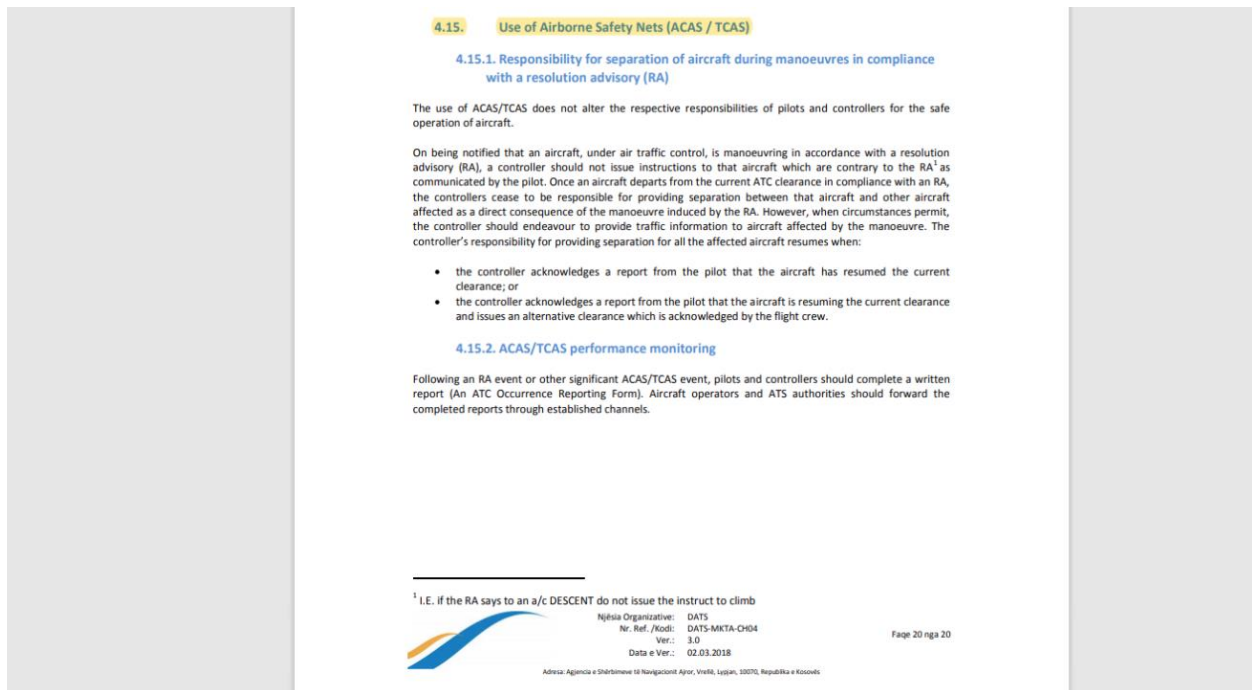 4.15. Use of Airborne Safety Nets (ACAS / TCAS)
4.15.1. Responsibility for separation of aircraft during manoeuvres in compliance
with a resolution advisory (RA)
The use of ACAS/TCAS does not alter the respective responsibilities of pilots and controllers for the safe
operation of aircraft.
On being notified that an aircraft, under air traffic control, is manoeuvring in accordance with a resolution
advisory (RA), a controller should not issue instructions to that aircraft which are contrary to the RA¹ as
communicated by the pilot. Once an aircraft departs from the current ATC clearance in compliance with an RA,
the controllers cease to be responsible for providing separation between that aircraft and other aircraft
affected as a direct consequence of the manoeuvre induced by the RA. However, when circumstances permit,
the controller should endeavour to provide traffic information to aircraft affected by the manoeuvre. The
controller's responsibility for providing separation for all the affected aircraft resumes when:
• the controller acknowledges a report from the pilot that the aircraft has resumed the current
clearance; or
• the controller acknowledges a report from the pilot that the aircraft is resuming the current clearance
and issues an alternative clearance which is acknowledged by the flight crew.
4.15.2. ACAS/TCAS performance monitoring
Following an RA event or other significant ACAS/TCAS event, pilots and controllers should complete a written
report (An ATC Occurrence Reporting Form). Aircraft operators and ATS authorities should forward the
completed reports through established channels.
¹ I.E. if the RA says to an a/c DESCENT do not issue the instruct to climb
Njësia Organizative: DATS
Nr. Ref. /Kodi: DATS-MKTA-CH04
Ver.: 3.0
Data e Ver.: 02.03.2018
Faqe 20 nga 20
Adresa: Agjencia e Shërbimeve të Navigacionit Ajror, Vrellë, Lypjan, 10070, Republika e Kosovës